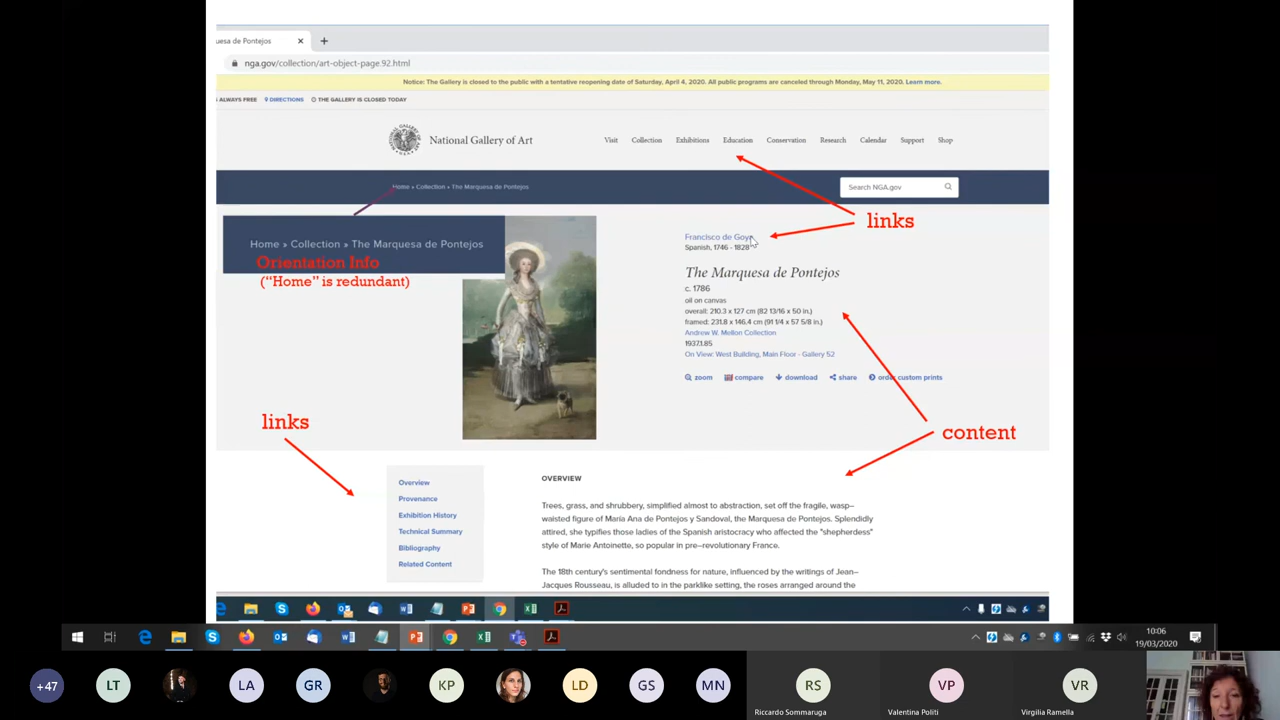 uesa de Pontejos
nga.gov/collection/art-object-page.92.html
Notice: The Gallery is closed to the public with a tentative reopening date of Saturday, April 4, 2020. All public programs are canceled through Monday, May 11, 2020. Learn more.
ALWAYS FREE DIRECTIONS THE GALLERY IS CLOSED TODAY
National Gallery of Art
Visit Collection Exhibitions Education Conservation Research Calendar Support Shop
Home » Collection » The Marquesa de Pontejos
Search NGA.gov
links
Home » Collection » The Marquesa de Pontejos
Orientation Info
("Home" is redundant)
Francisco de Goya
Spanish, 1746 - 1828
The Marquesa de Pontejos
c. 1786
oil on canvas
overall: 210.3 x 127 cm (82 13/16 x 50 in.)
framed: 231.8 x 146.4 cm (91 1/4 x 57 5/8 in.)
Andrew W. Mellon Collection
1937.1.85
On View: West Building, Main Floor - Gallery 52
zoom compare download share order custom prints
links
content
Overview
Provenance
Exhibition History
Technical Summary
Bibliography
Related Content
OVERVIEW
Trees, grass, and shrubbery, simplified almost to abstraction, set off the fragile, wasp–
waisted figure of María Ana de Pontejos y Sandoval, the Marquesa de Pontejos. Splendidly
attired, she typifies those ladies of the Spanish aristocracy who affected the "shepherdess"
style of Marie Antoinette, so popular in pre–revolutionary France.
The 18th century's sentimental fondness for nature, influenced by the writings of Jean–
Jacques Rousseau, is alluded to in the parklike setting, the roses arranged around the
10:06
19/03/2020
+47 LT LA GR KP LD GS MN RS VP VR
Riccardo Sommaruga Valentina Politi Virgilia Ramella